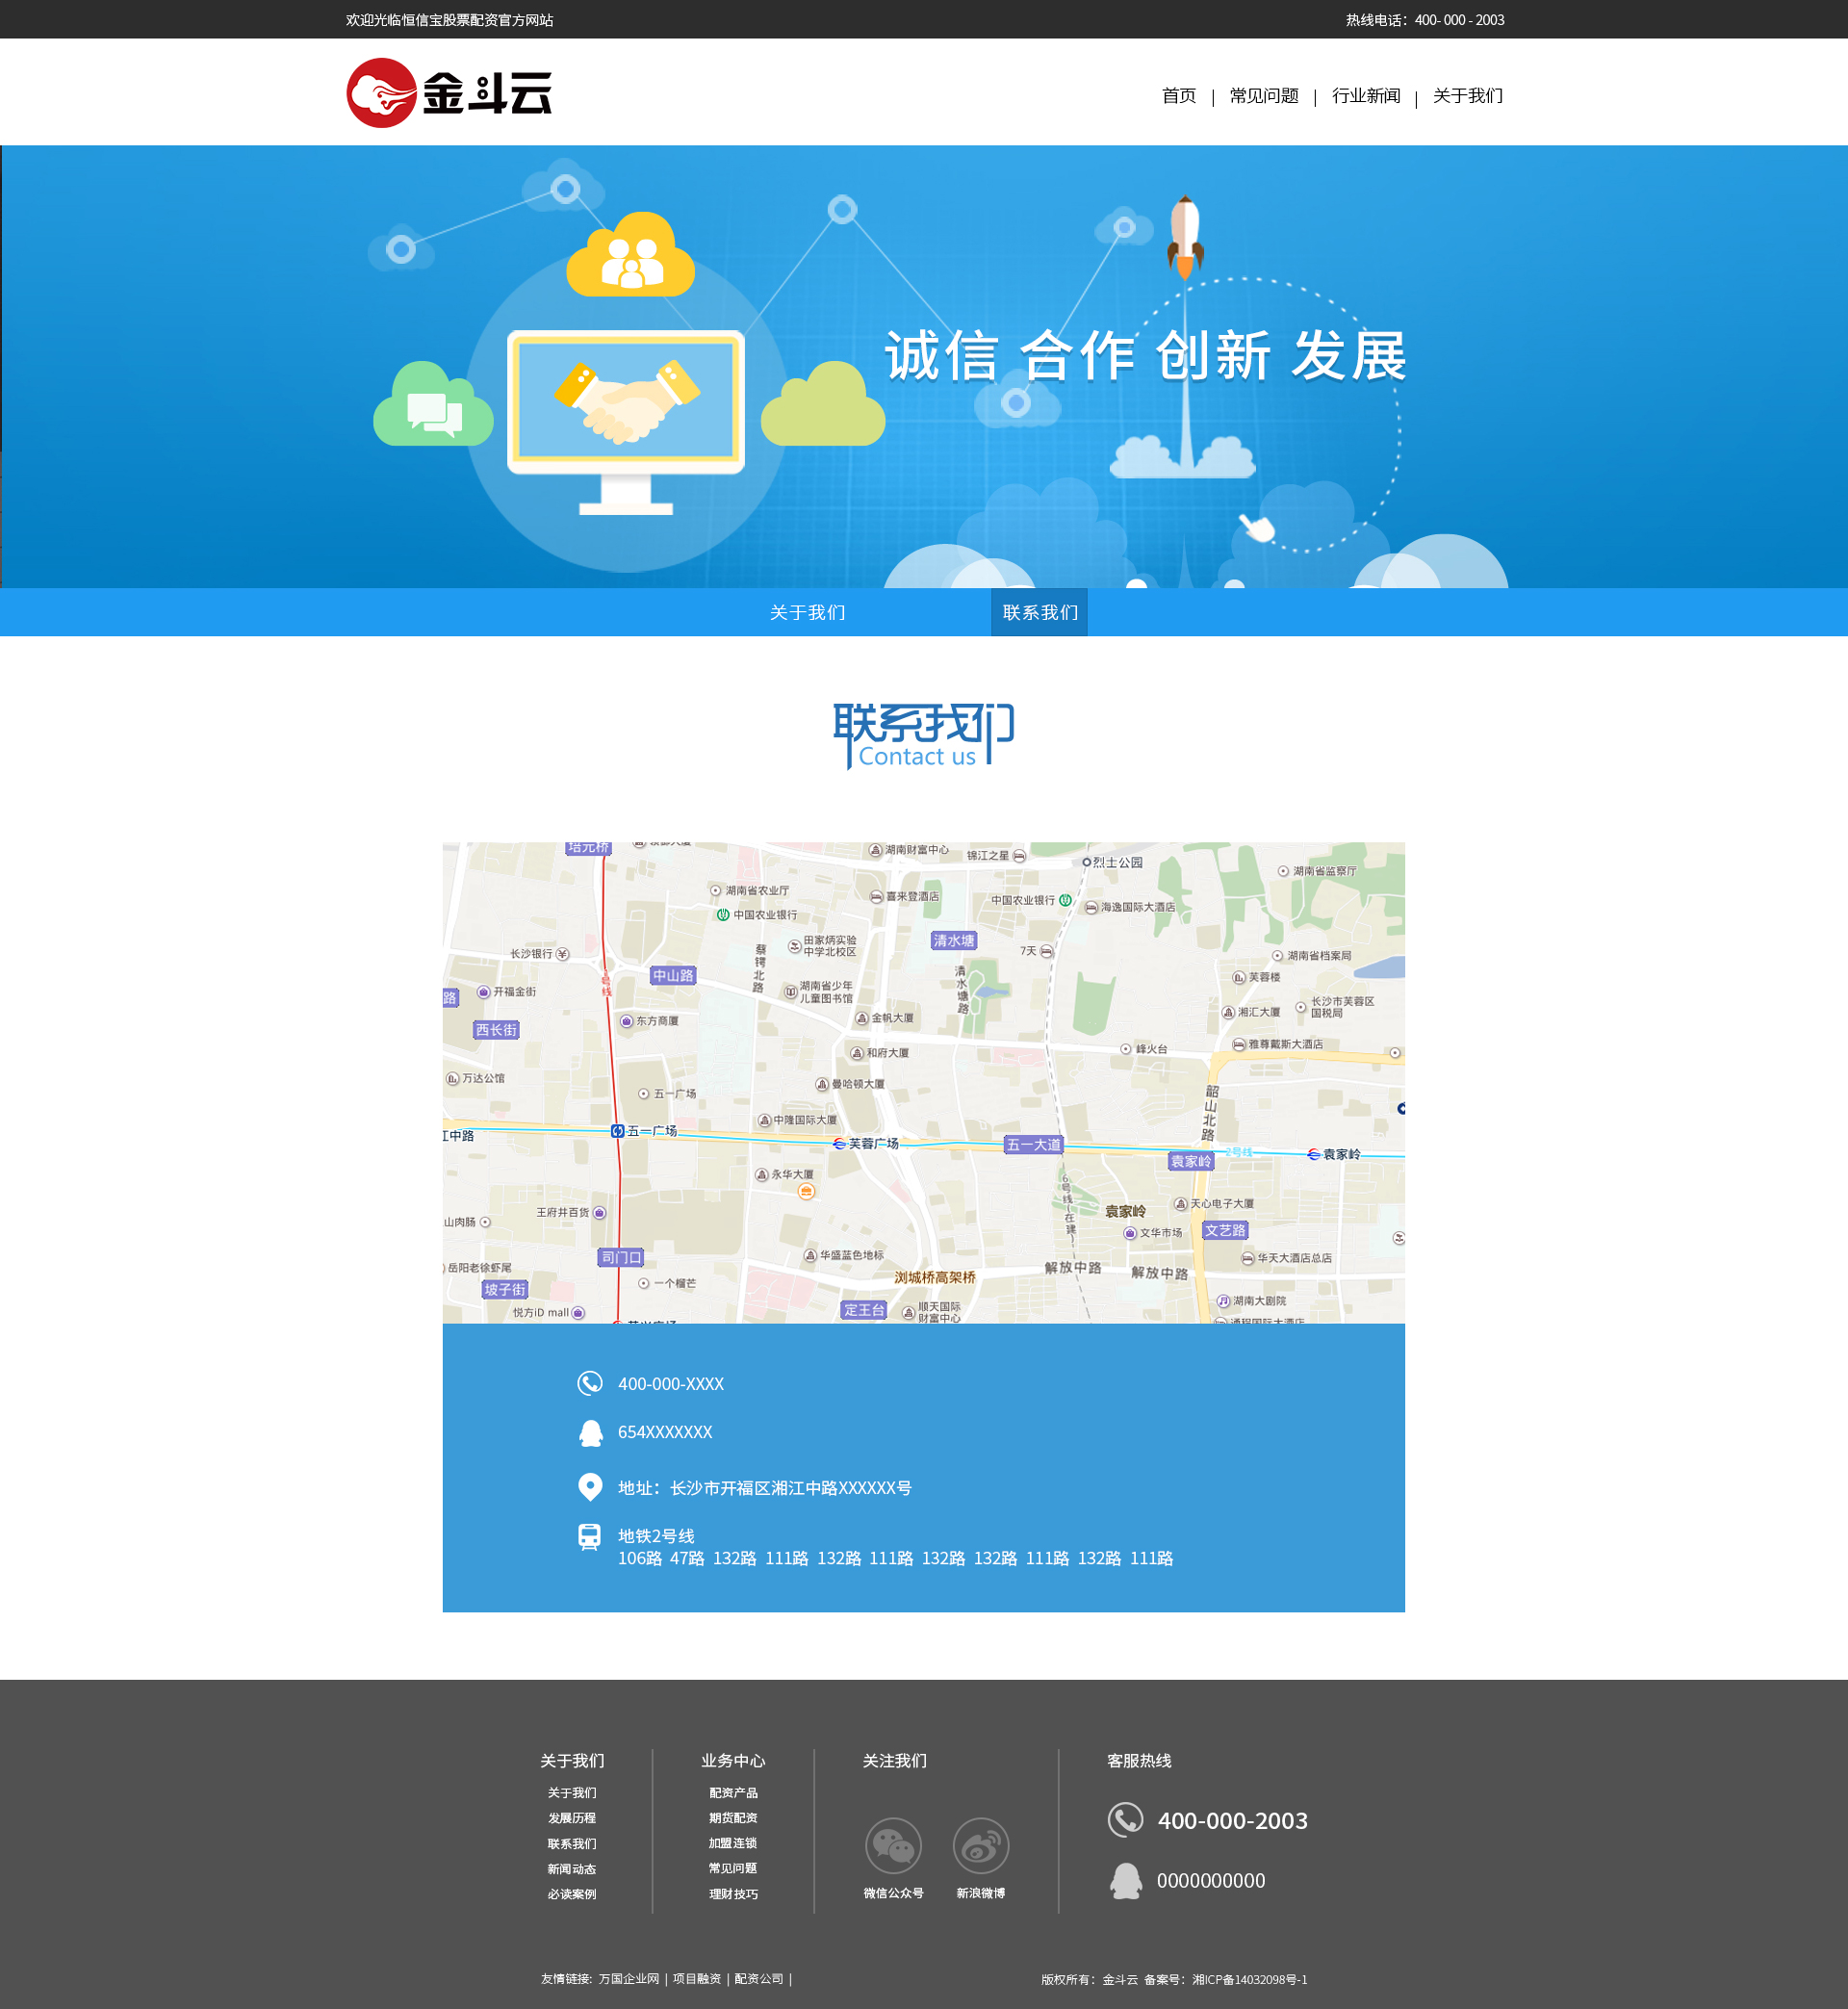 欢迎光临恒信宝股票配资官方网站
热线电话：400- 000 - 2003
金斗云
首页 | 常见问题 | 行业新闻 | 关于我们
诚信 合作 创新 发展
关于我们
联系我们
联系我们
Contact us
培元桥
湖南财富中心
锦江之星
烈士公园
湖南省监察厅
湖南省农业厅
喜来登酒店
中国农业银行
海逸国际大酒店
中国农业银行
田家炳实验
中学北校区
清水塘
7天
蔡锷北路
长沙银行
湖南省档案局
中山路
清水塘路
芙蓉楼
1号线
开福金街
湖南省少年
儿童图书馆
长沙市芙蓉区
国税局
路
东方商厦
金帆大厦
湘汇大厦
西长街
和府大厦
峰火台
雅尊戴斯大酒店
万达公馆
曼哈顿大厦
五一广场
韶山北路
中隆国际大厦
江中路
五一广场
芙蓉广场
五一大道
袁家岭
2号线
袁家岭
永华大厦
6号线(在建)
王府井百货
袁家岭
天心电子大厦
山肉肠
文华市场
文艺路
司门口
华盛蓝色地标
华天大酒店总店
岳阳老徐虾尾
解放中路
解放中路
坡子街
一个榴芒
浏城桥高架桥
悦方iD mall
定王台
顺天国际
财富中心
湖南大剧院
400-000-XXXX
654XXXXXXX
地址：长沙市开福区湘江中路XXXXXX号
地铁2号线
106路 47路 132路 111路 132路 111路 132路 132路 111路 132路 111路
关于我们
关于我们
发展历程
联系我们
新闻动态
必读案例
业务中心
配资产品
期货配资
加盟连锁
常见问题
理财技巧
关注我们
微信公众号
新浪微博
客服热线
400-000-2003
0000000000
友情链接: 万国企业网 | 项目融资 | 配资公司 |
版权所有：金斗云 备案号：湘ICP备14032098号-1